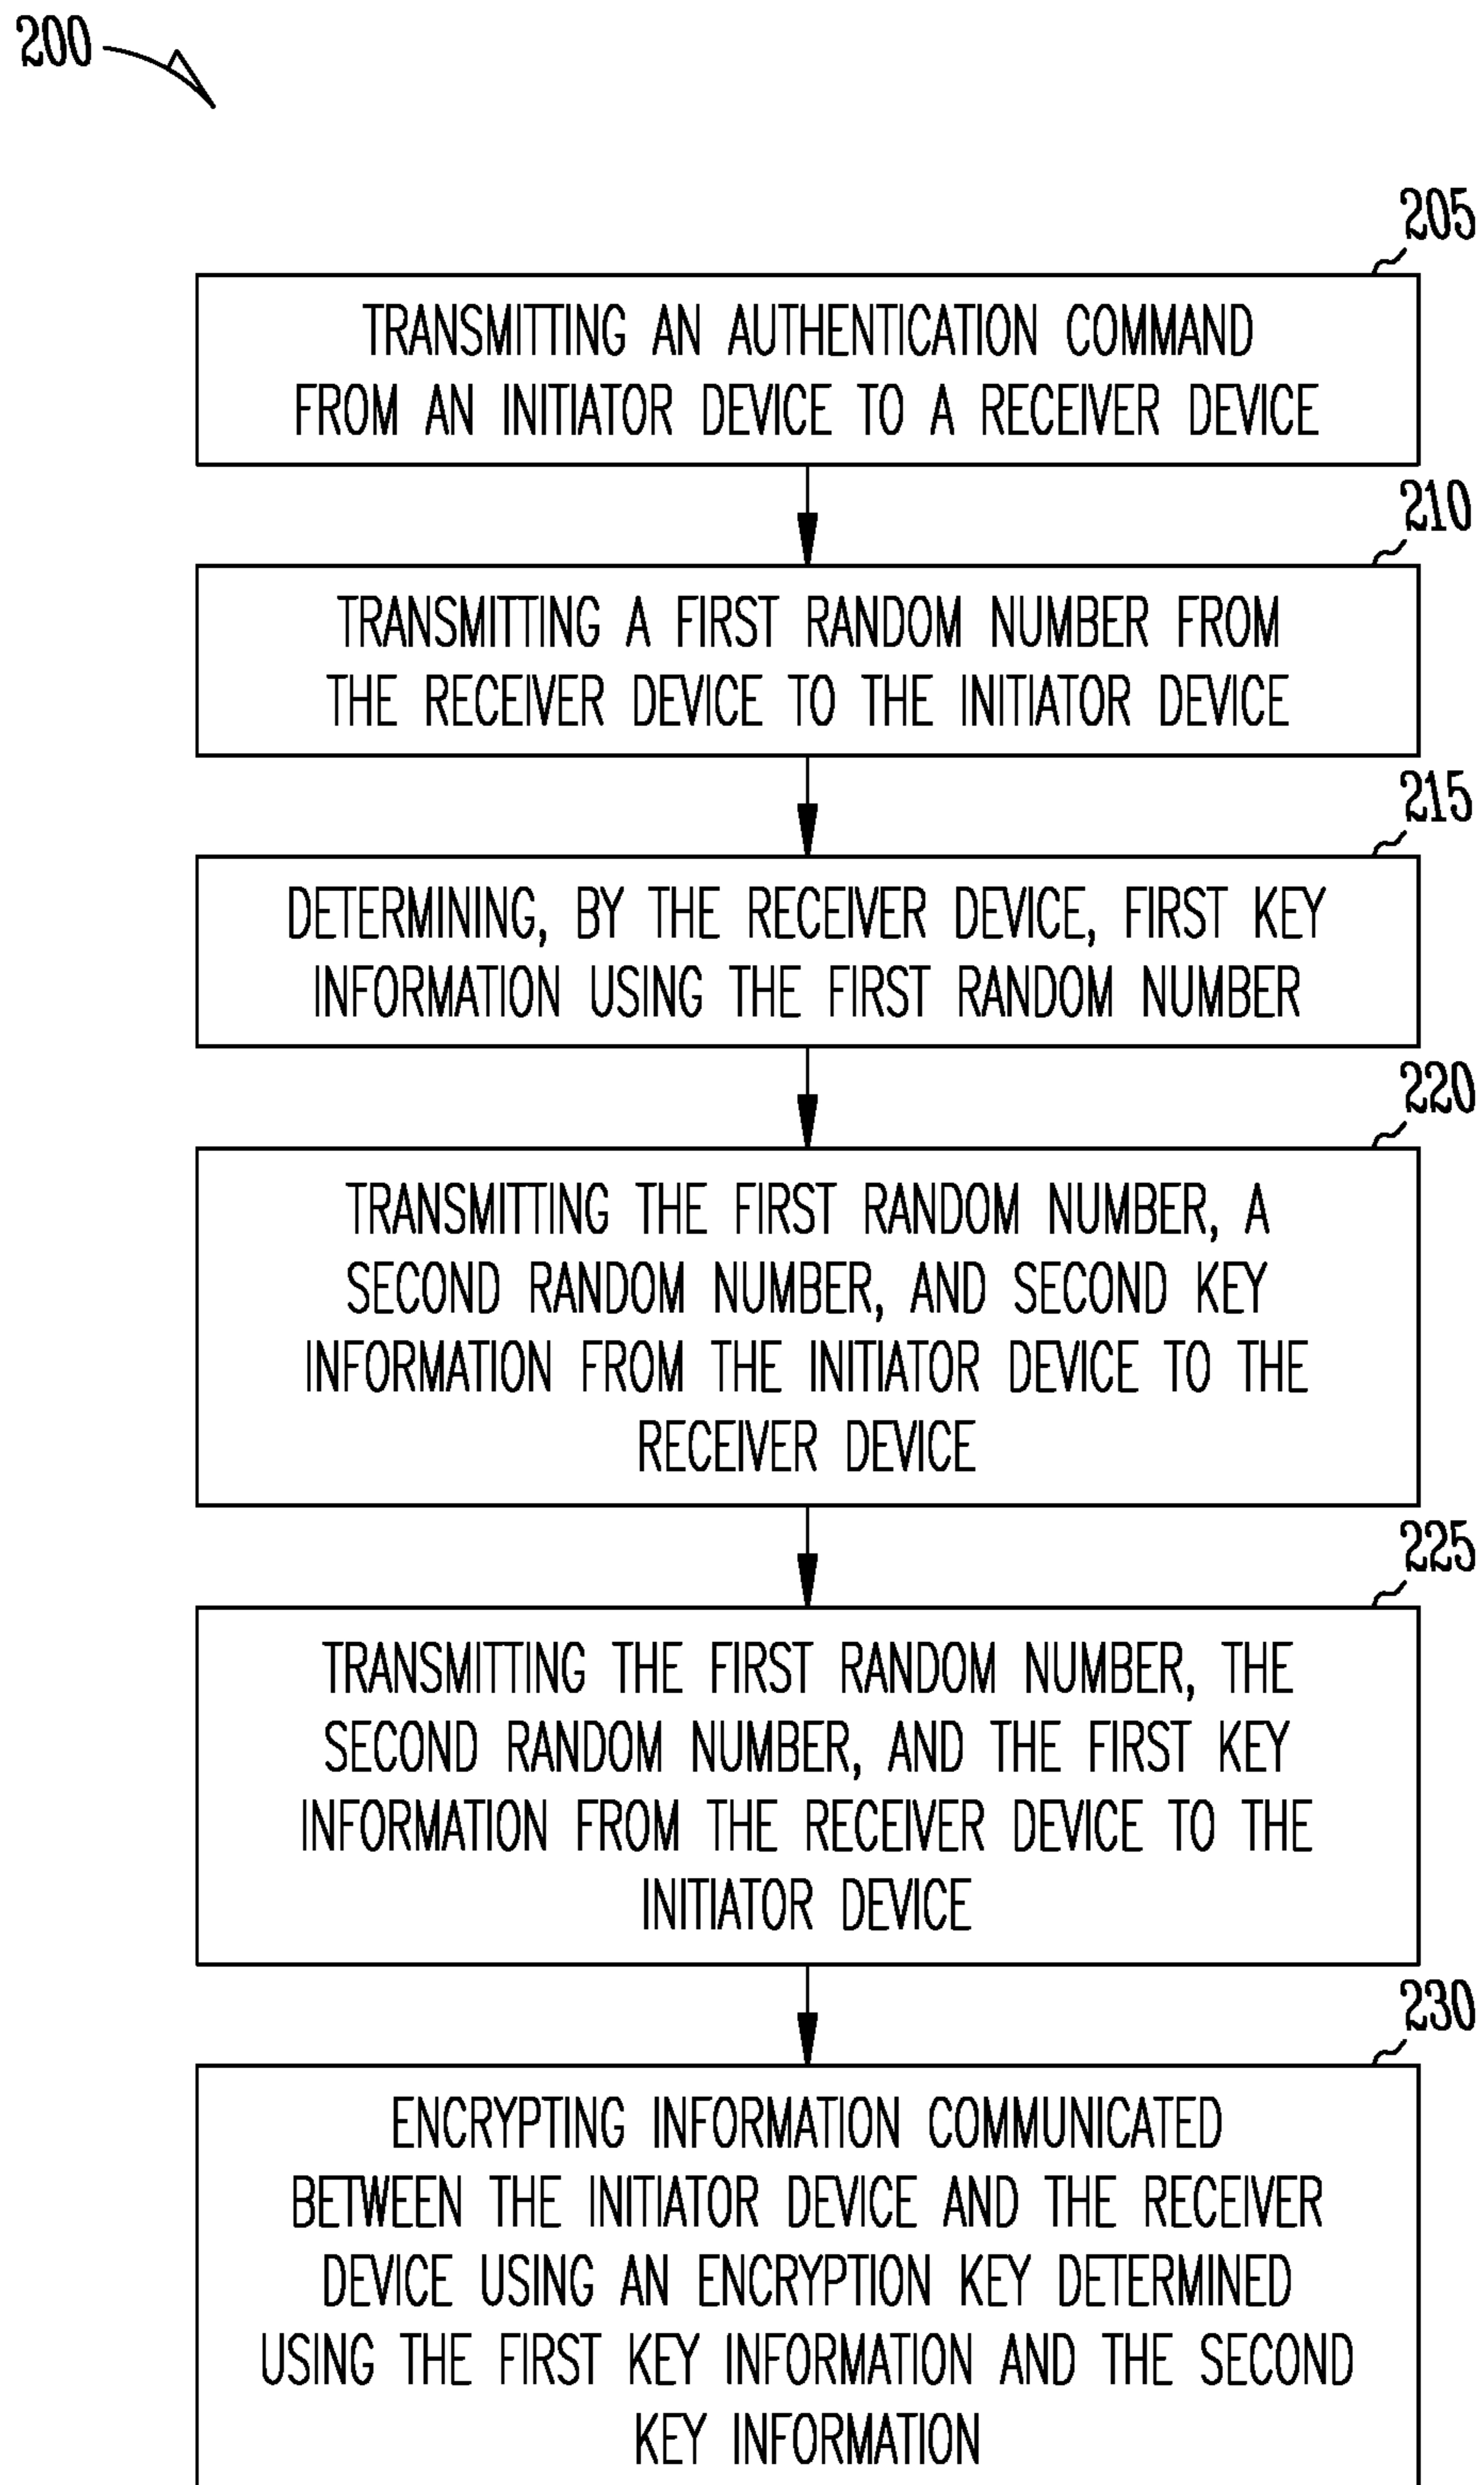 200
205
TRANSMITTING AN AUTHENTICATION COMMAND
FROM AN INITIATOR DEVICE TO A RECEIVER DEVICE
210
TRANSMITTING A FIRST RANDOM NUMBER FROM
THE RECEIVER DEVICE TO THE INITIATOR DEVICE
215
DETERMINING, BY THE RECEIVER DEVICE, FIRST KEY
INFORMATION USING THE FIRST RANDOM NUMBER
220
TRANSMITTING THE FIRST RANDOM NUMBER, A
SECOND RANDOM NUMBER, AND SECOND KEY
INFORMATION FROM THE INITIATOR DEVICE TO THE
RECEIVER DEVICE
225
TRANSMITTING THE FIRST RANDOM NUMBER, THE
SECOND RANDOM NUMBER, AND THE FIRST KEY
INFORMATION FROM THE RECEIVER DEVICE TO THE
INITIATOR DEVICE
230
ENCRYPTING INFORMATION COMMUNICATED
BETWEEN THE INITIATOR DEVICE AND THE RECEIVER
DEVICE USING AN ENCRYPTION KEY DETERMINED
USING THE FIRST KEY INFORMATION AND THE SECOND
KEY INFORMATION